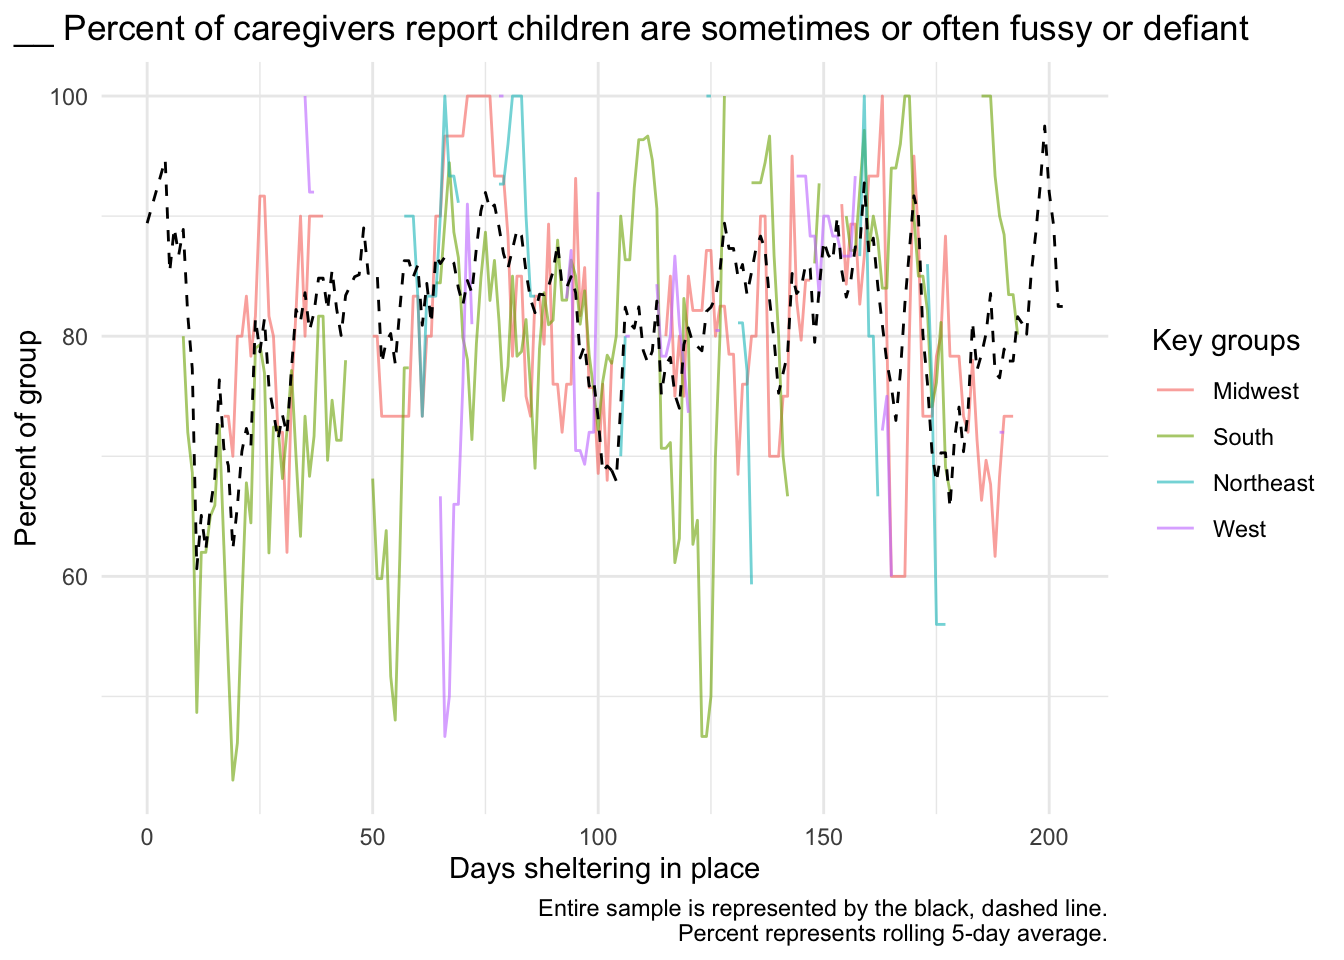 __ Percent of caregivers report children are sometimes or often fussy or defiant
100
80
60
Percent of group
0 50 100 150 200
Days sheltering in place
Key groups
Midwest
South
Northeast
West
Entire sample is represented by the black, dashed line.
Percent represents rolling 5-day average.